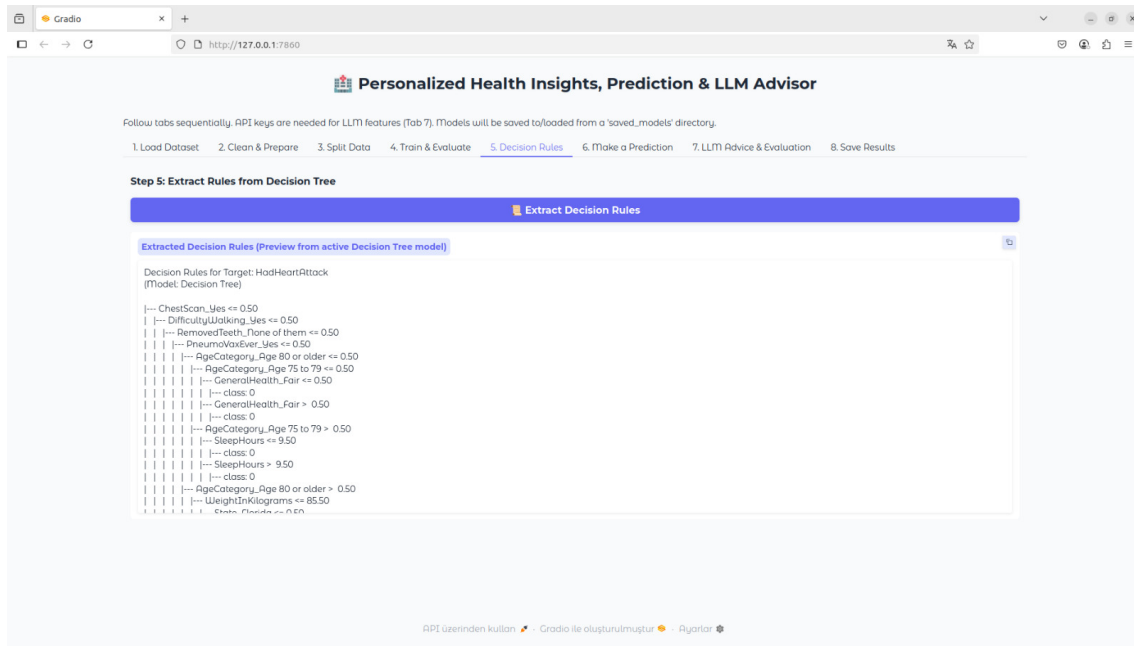 Gradio
http://127.0.0.1:7860
🏥 Personalized Health Insights, Prediction & LLM Advisor
Follow tabs sequentially. API keys are needed for LLM features (Tab 7). Models will be saved to/loaded from a 'saved_models' directory.
1. Load Dataset 2. Clean & Prepare 3. Split Data 4. Train & Evaluate 5. Decision Rules 6. Make a Prediction 7. LLM Advice & Evaluation 8. Save Results
Step 5: Extract Rules from Decision Tree
📜 Extract Decision Rules
Extracted Decision Rules (Preview from active Decision Tree model)
Decision Rules for Target: HadHeartAttack
(Model: Decision Tree)
|--- ChestScan_Yes <= 0.50
| |--- DifficultyWalking_Yes <= 0.50
| | |--- RemovedTeeth_None of them <= 0.50
| | | |--- PneumoVaxEver_Yes <= 0.50
| | | | |--- AgeCategory_Age 80 or older <= 0.50
| | | | | |--- AgeCategory_Age 75 to 79 <= 0.50
| | | | | | |--- GeneralHealth_Fair <= 0.50
| | | | | | | |--- class: 0
| | | | | | |--- GeneralHealth_Fair > 0.50
| | | | | | | |--- class: 0
| | | | | |--- AgeCategory_Age 75 to 79 > 0.50
| | | | | | |--- SleepHours <= 9.50
| | | | | | | |--- class: 0
| | | | | | |--- SleepHours > 9.50
| | | | | | | |--- class: 0
| | | | |--- AgeCategory_Age 80 or older > 0.50
| | | | | |--- WeightInKilograms <= 85.50
| | | | | | |--- State_Florida <= 0.50
API üzerinden kullan 🚀 · Gradio ile oluşturulmuştur · Ayarlar ⚙